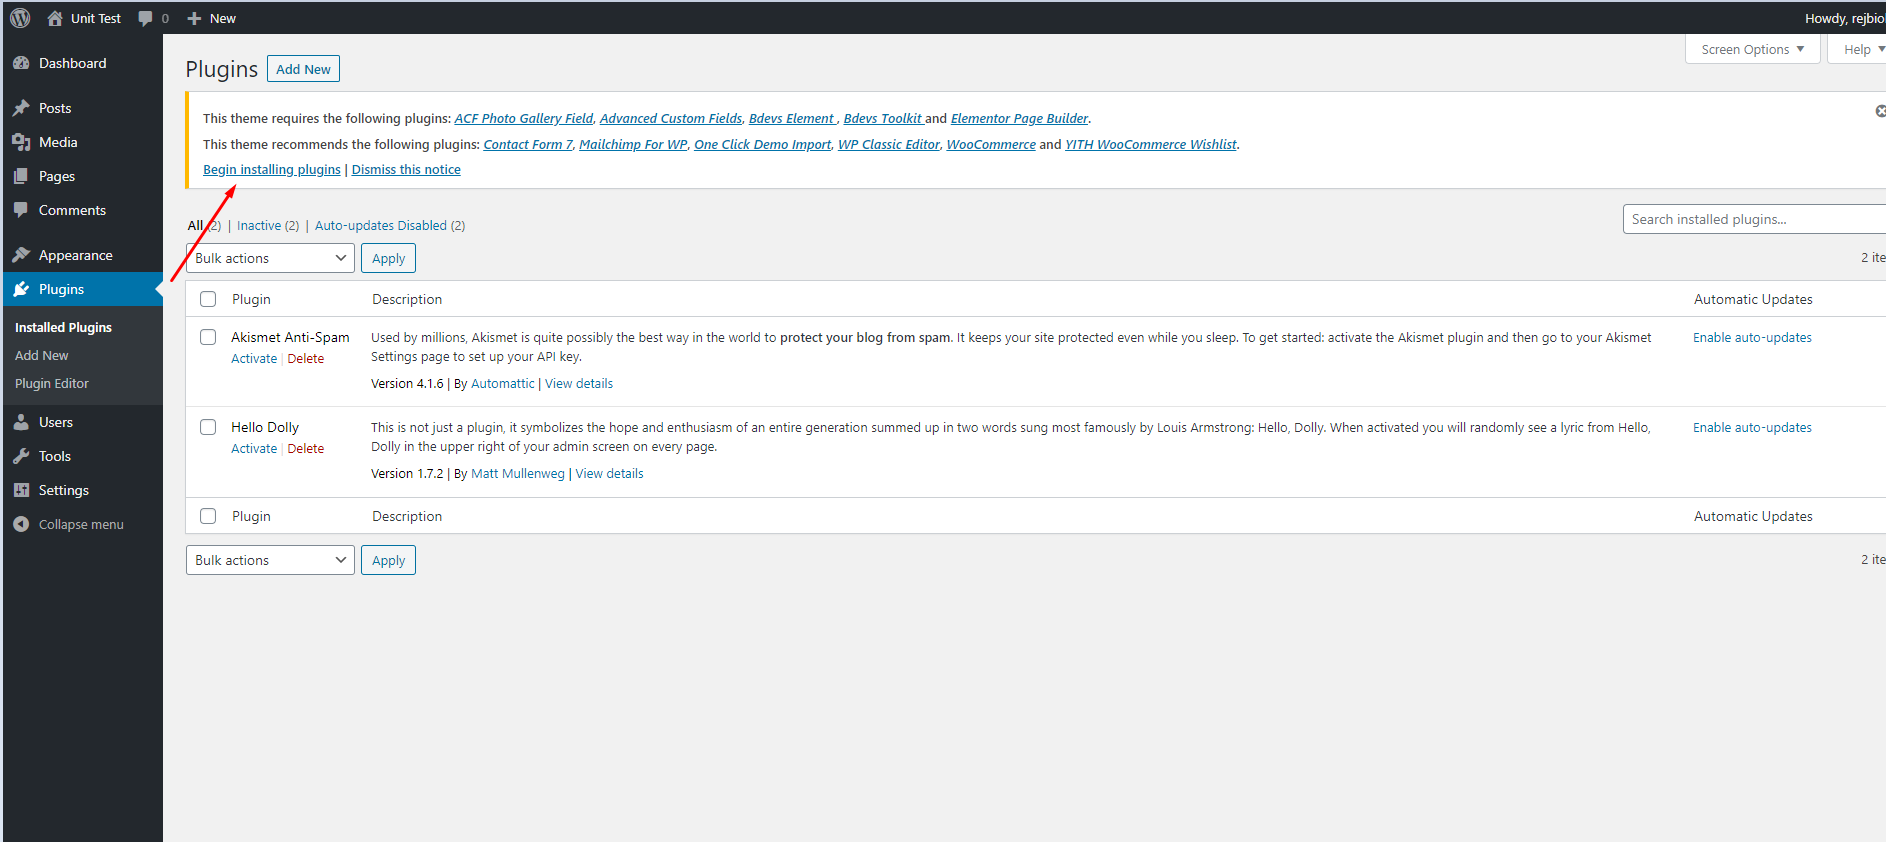 Unit Test 0 New Howdy, rejbio
Dashboard
Posts
Media
Pages
Comments
Appearance
Plugins
Installed Plugins
Add New
Plugin Editor
Users
Tools
Settings
Collapse menu
Screen Options Help
Plugins Add New
This theme requires the following plugins: ACF Photo Gallery Field, Advanced Custom Fields, Bdevs Element , Bdevs Toolkit and Elementor Page Builder.
This theme recommends the following plugins: Contact Form 7, Mailchimp For WP, One Click Demo Import, WP Classic Editor, WooCommerce and YITH WooCommerce Wishlist.
Begin installing plugins | Dismiss this notice
All (2) | Inactive (2) | Auto-updates Disabled (2)
Search installed plugins...
Bulk actions Apply
2 ite
Plugin Description Automatic Updates
Akismet Anti-Spam
Activate | Delete
Used by millions, Akismet is quite possibly the best way in the world to protect your blog from spam. It keeps your site protected even while you sleep. To get started: activate the Akismet plugin and then go to your Akismet
Settings page to set up your API key.
Version 4.1.6 | By Automattic | View details
Enable auto-updates
Hello Dolly
Activate | Delete
This is not just a plugin, it symbolizes the hope and enthusiasm of an entire generation summed up in two words sung most famously by Louis Armstrong: Hello, Dolly. When activated you will randomly see a lyric from Hello,
Dolly in the upper right of your admin screen on every page.
Version 1.7.2 | By Matt Mullenweg | View details
Enable auto-updates
Plugin Description Automatic Updates
Bulk actions Apply
2 ite